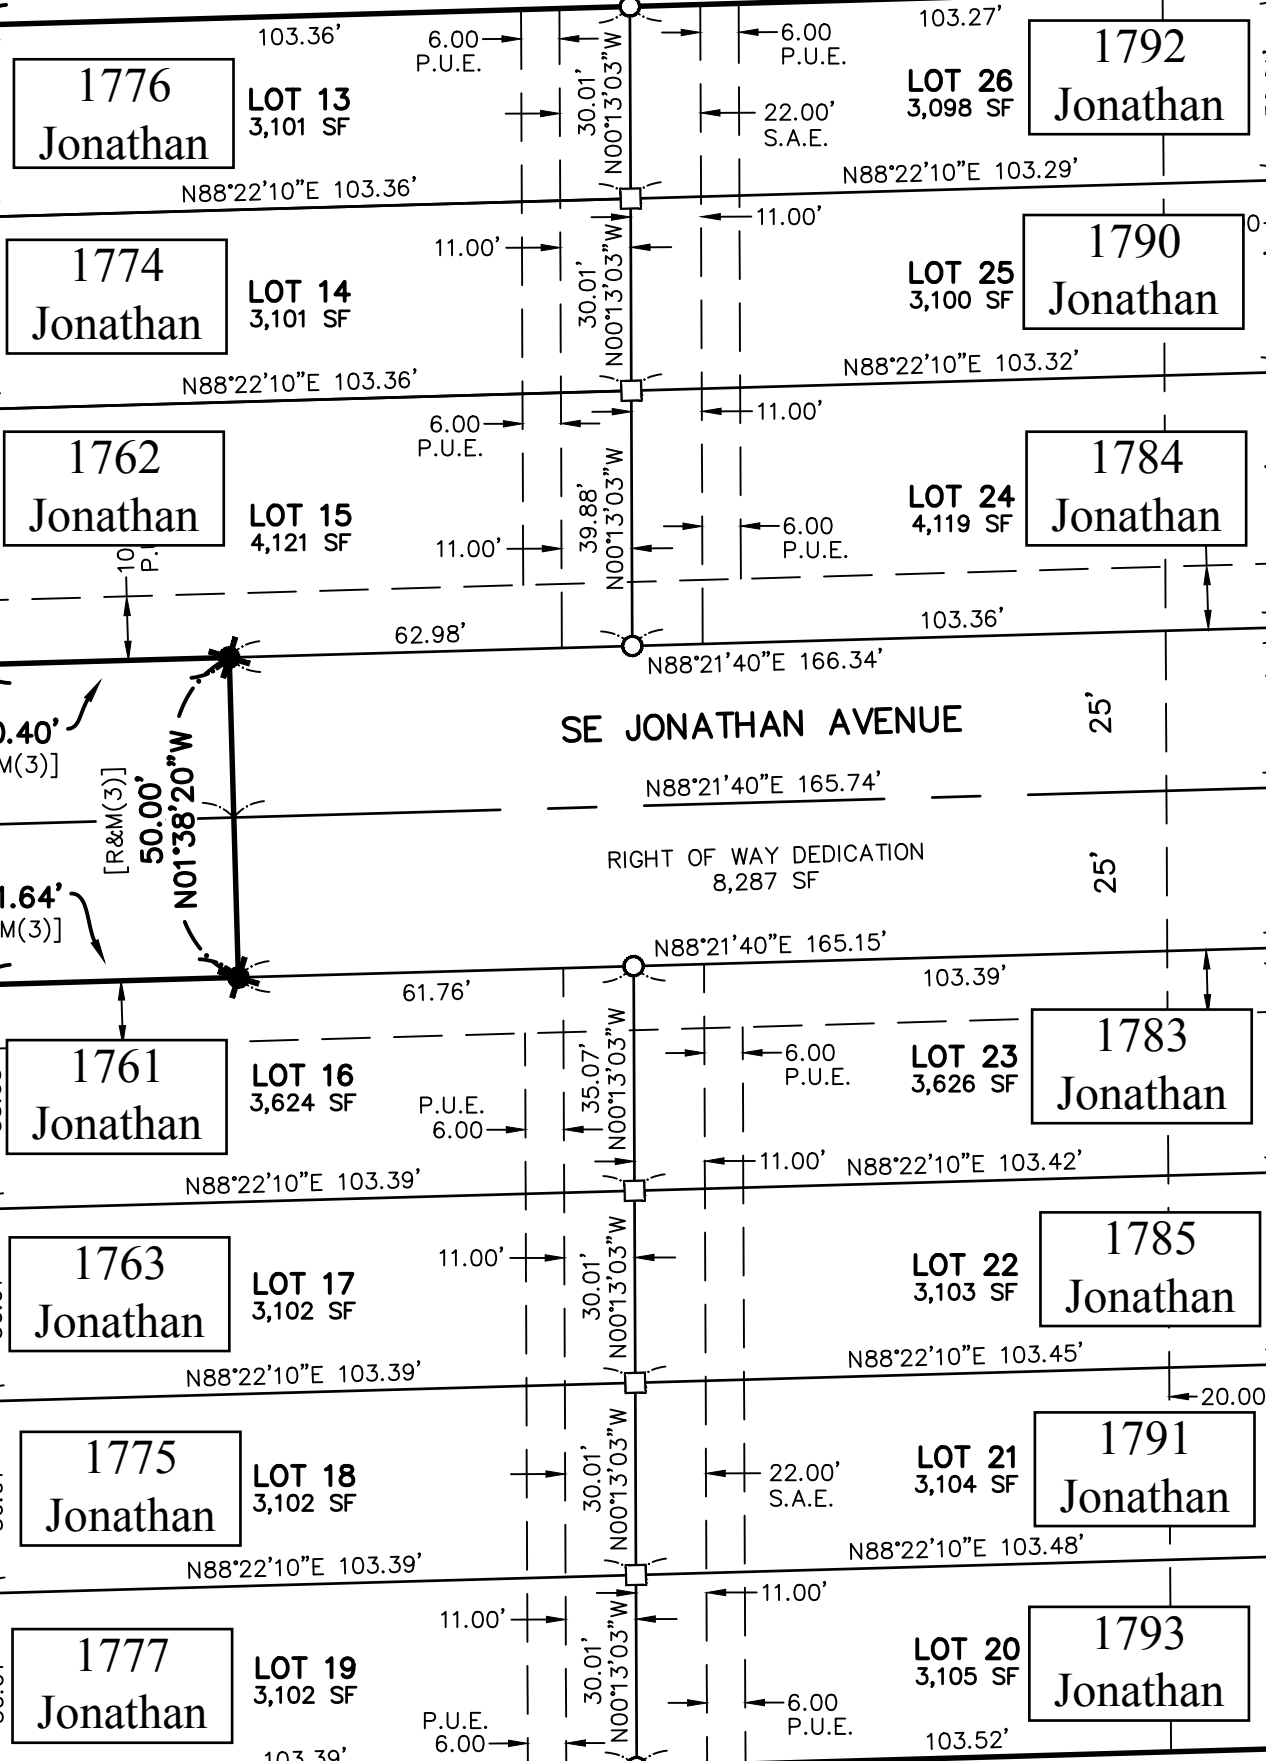 103.36’
6.00
P.U.E.
30.01’
N00°13’03”W
6.00
P.U.E.
103.27’
1776
Jonathan
LOT 13
3,101 SF
22.00’
S.A.E.
LOT 26
3,098 SF
1792
Jonathan
N88°22’10”E 103.36’
N88°22’10”E 103.29’
11.00’
11.00’
1774
Jonathan
LOT 14
3,101 SF
30.01’
N00°13’03”W
LOT 25
3,100 SF
1790
Jonathan
N88°22’10”E 103.36’
N88°22’10”E 103.32’
6.00
P.U.E.
11.00’
1762
Jonathan
LOT 15
4,121 SF
11.00’
39.88’
N00°13’03”W
6.00
P.U.E.
LOT 24
4,119 SF
1784
Jonathan
10
62.98’
103.36’
N88°21’40”E 166.34’
0.40’
M(3)]
[R&M(3)]
50.00’
N01°38’20”W
SE JONATHAN AVENUE
25’
N88°21’40”E 165.74’
RIGHT OF WAY DEDICATION
8,287 SF
25’
1.64’
M(3)]
N88°21’40”E 165.15’
61.76’
103.39’
1761
Jonathan
LOT 16
3,624 SF
P.U.E.
6.00
35.07’
N00°13’03”W
6.00
P.U.E.
LOT 23
3,626 SF
1783
Jonathan
11.00’
N88°22’10”E 103.39’
N88°22’10”E 103.42’
1763
Jonathan
LOT 17
3,102 SF
11.00’
30.01’
N00°13’03”W
LOT 22
3,103 SF
1785
Jonathan
N88°22’10”E 103.39’
N88°22’10”E 103.45’
20.00
1775
Jonathan
LOT 18
3,102 SF
30.01’
N00°13’03”W
22.00’
S.A.E.
LOT 21
3,104 SF
1791
Jonathan
N88°22’10”E 103.39’
N88°22’10”E 103.48’
11.00’
11.00’
1777
Jonathan
LOT 19
3,102 SF
P.U.E.
6.00
30.01’
N00°13’03”W
6.00
P.U.E.
LOT 20
3,105 SF
1793
Jonathan
103.39’
103.52’